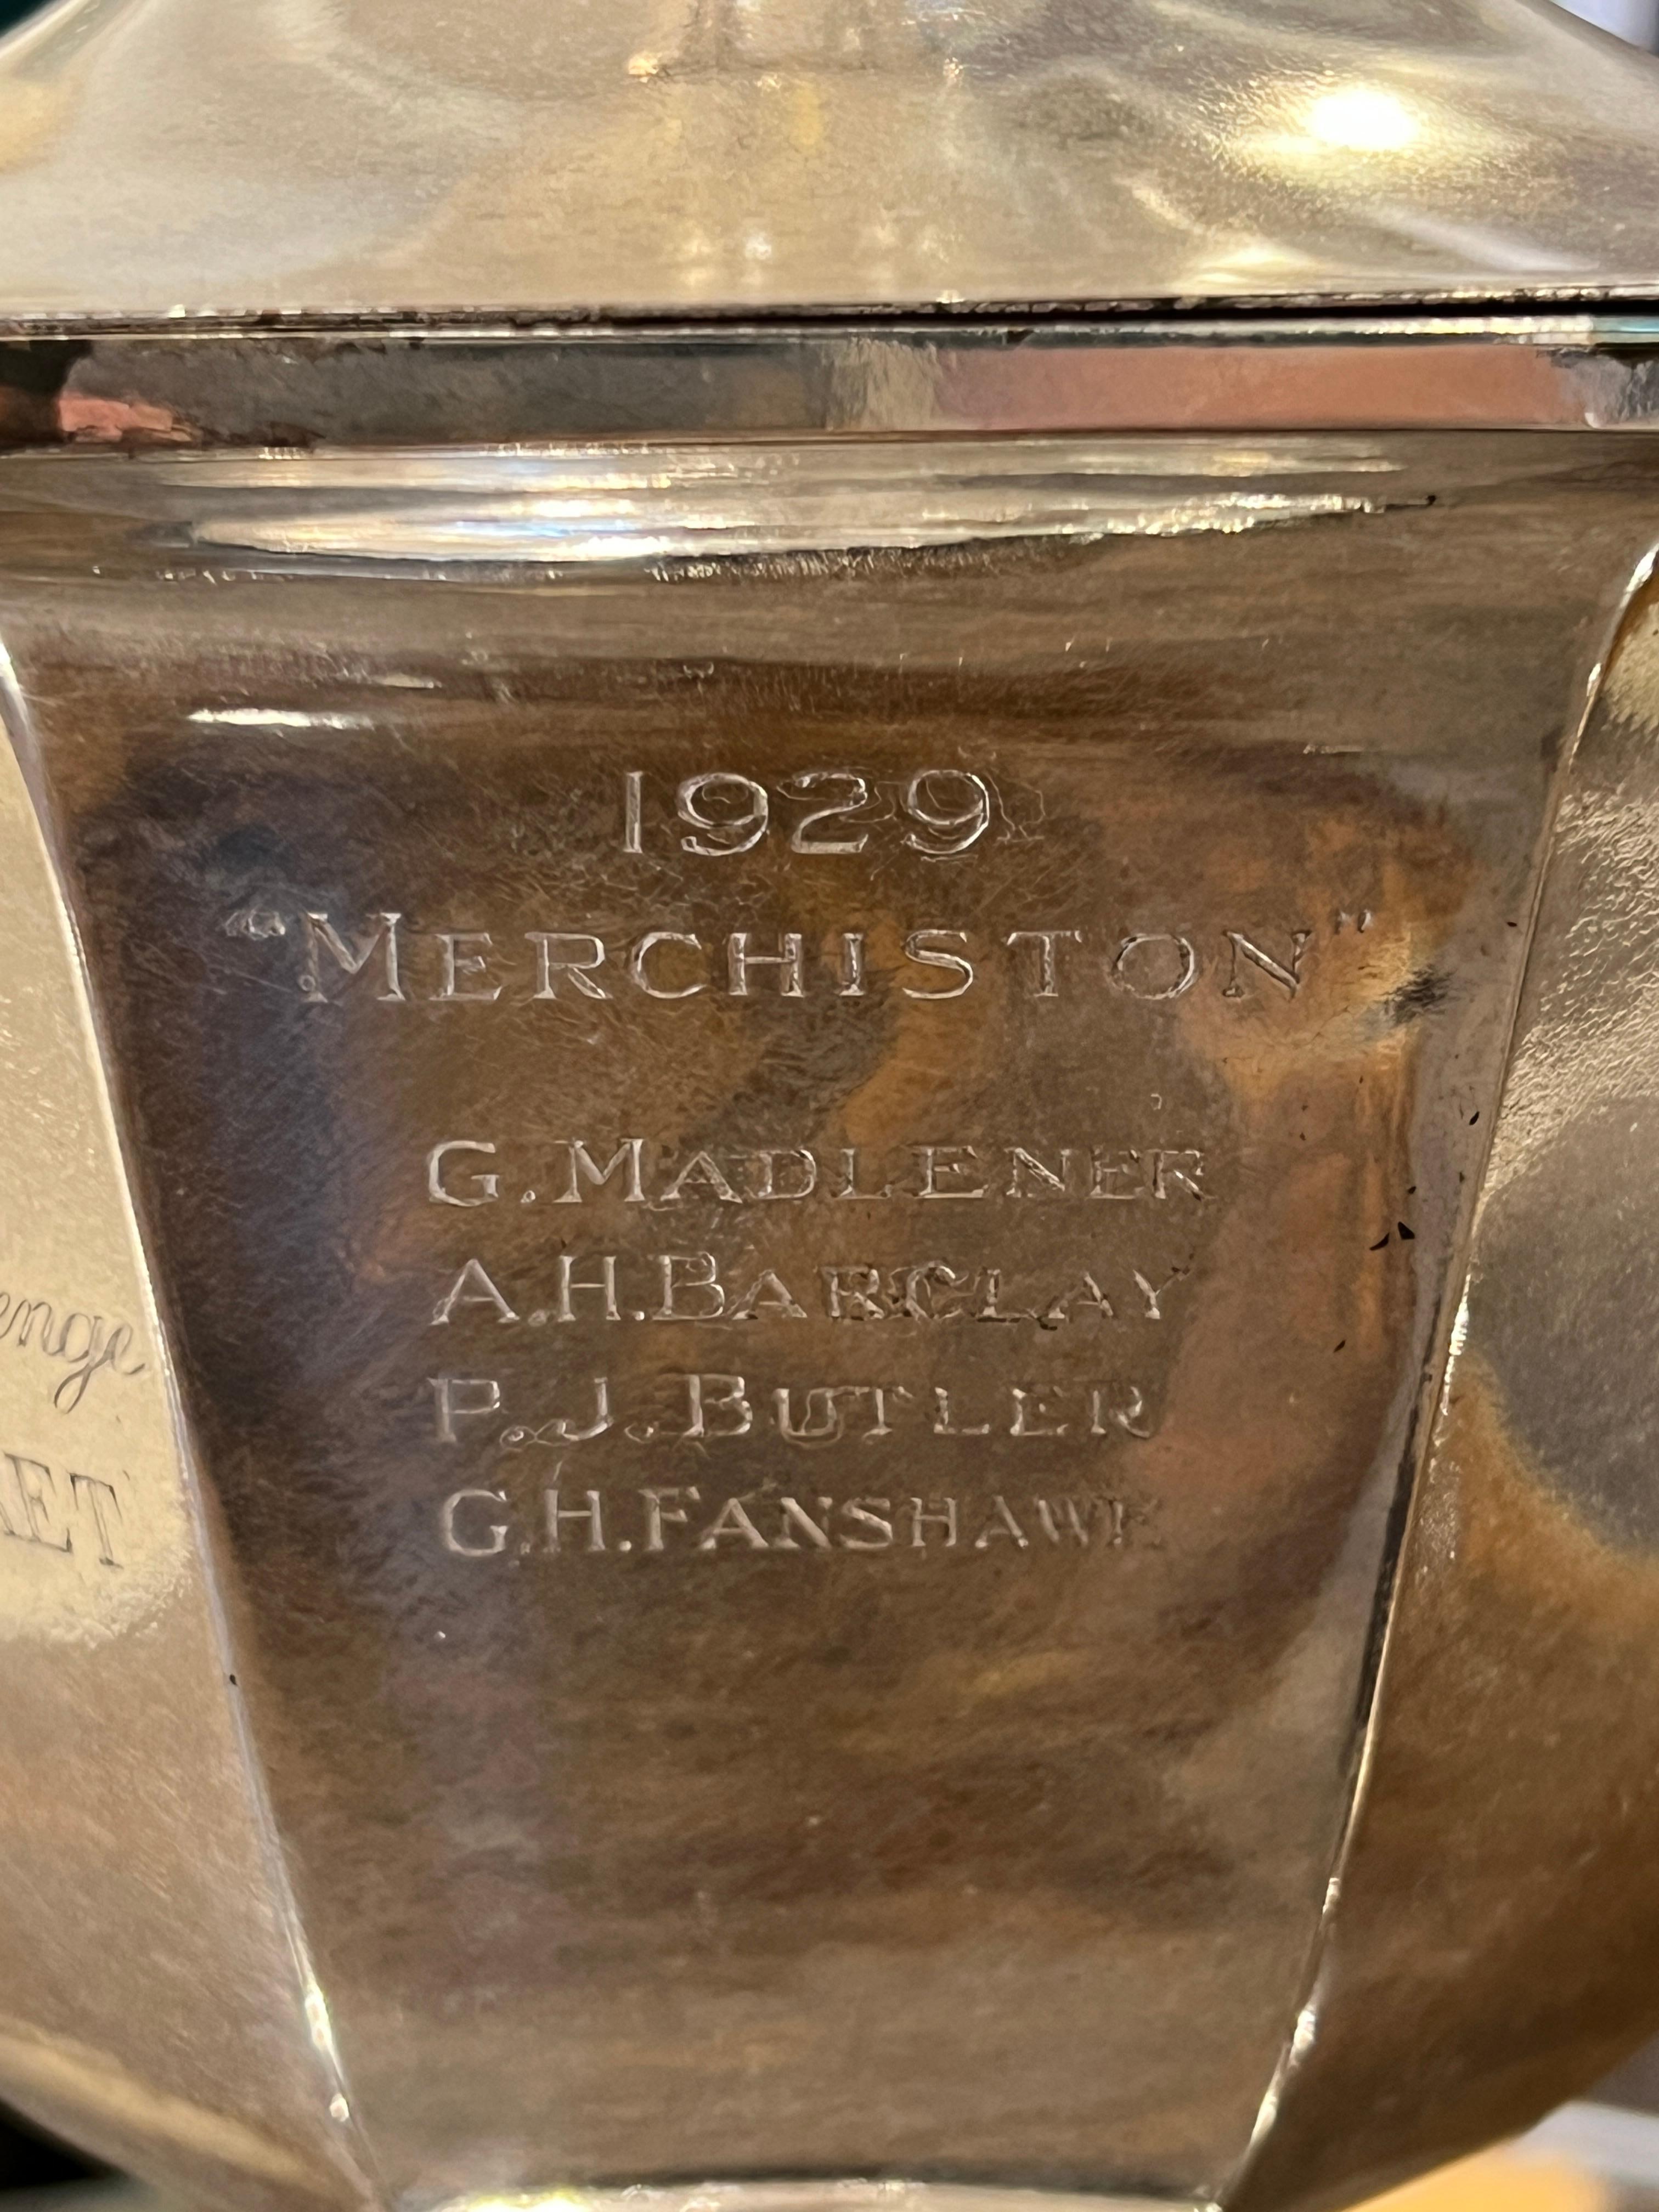 1929
"MERCHISTON"
G. MADLENER
A.H. BARCLAY
P.J. BUTLER
G.H. FANSHAWE